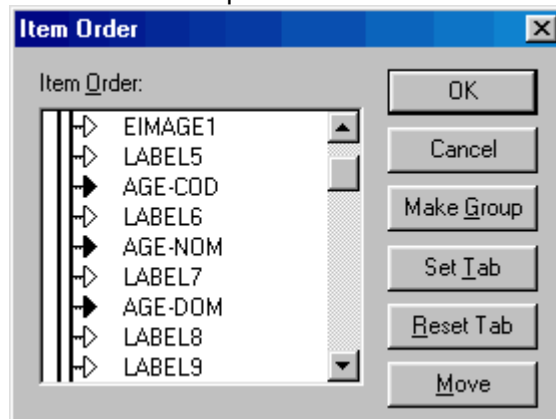 Item Order
Item Order:
EIMAGE1
LABEL5
AGE-COD
LABEL6
AGE-NOM
LABEL7
AGE-DOM
LABEL8
LABEL9
OK
Cancel
Make Group
Set Tab
Reset Tab
Move